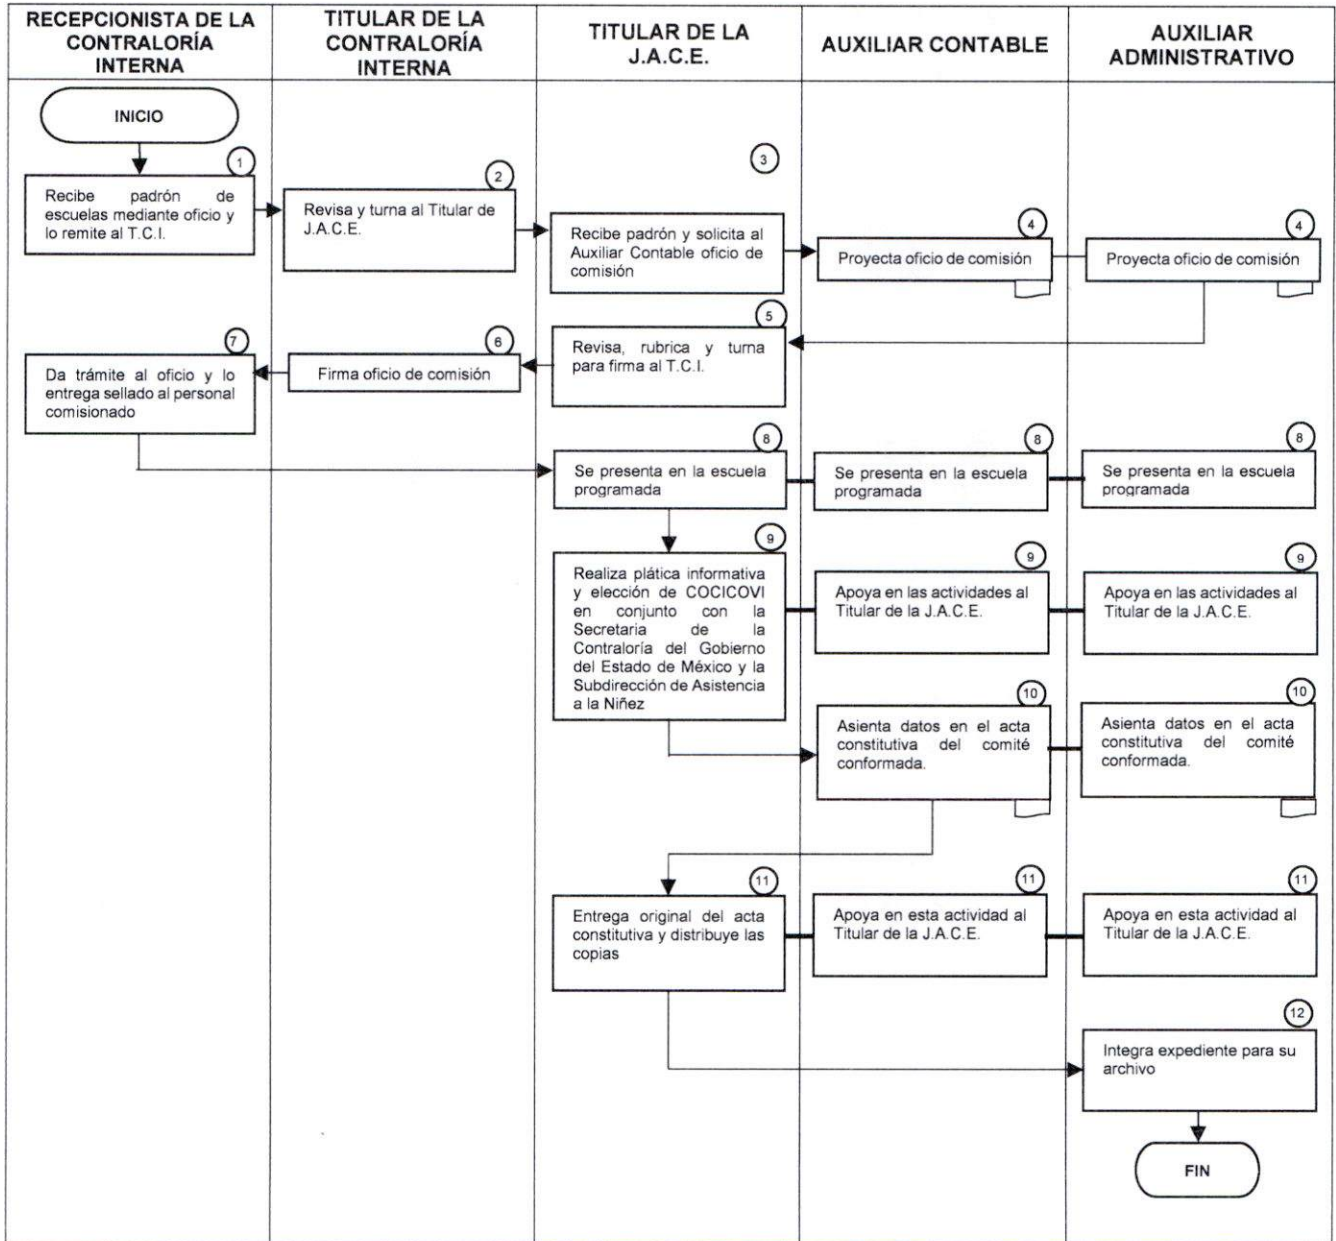 RECEPCIONISTA DE LA
CONTRALORÍA
INTERNA
TITULAR DE LA
CONTRALORÍA
INTERNA
TITULAR DE LA
J.A.C.E.
AUXILIAR CONTABLE
AUXILIAR
ADMINISTRATIVO
INICIO
1
Recibe padrón de
escuelas mediante oficio y
lo remite al T.C.I.
2
Revisa y turna al Titular de
J.A.C.E.
3
Recibe padrón y solicita al
Auxiliar Contable oficio de
comisión
4
Proyecta oficio de comisión
4
Proyecta oficio de comisión
5
Revisa, rubrica y turna
para firma al T.C.I.
6
Firma oficio de comisión
7
Da trámite al oficio y lo
entrega sellado al personal
comisionado
8
Se presenta en la escuela
programada
8
Se presenta en la escuela
programada
8
Se presenta en la escuela
programada
9
Realiza plática informativa
y elección de COCICOVI
en conjunto con la
Secretaria de la
Contraloría del Gobierno
del Estado de México y la
Subdirección de Asistencia
a la Niñez
9
Apoya en las actividades al
Titular de la J.A.C.E.
9
Apoya en las actividades al
Titular de la J.A.C.E.
10
Asienta datos en el acta
constitutiva del comité
conformada.
10
Asienta datos en el acta
constitutiva del comité
conformada.
11
Entrega original del acta
constitutiva y distribuye las
copias
11
Apoya en esta actividad al
Titular de la J.A.C.E.
11
Apoya en esta actividad al
Titular de la J.A.C.E.
12
Integra expediente para su
archivo
FIN